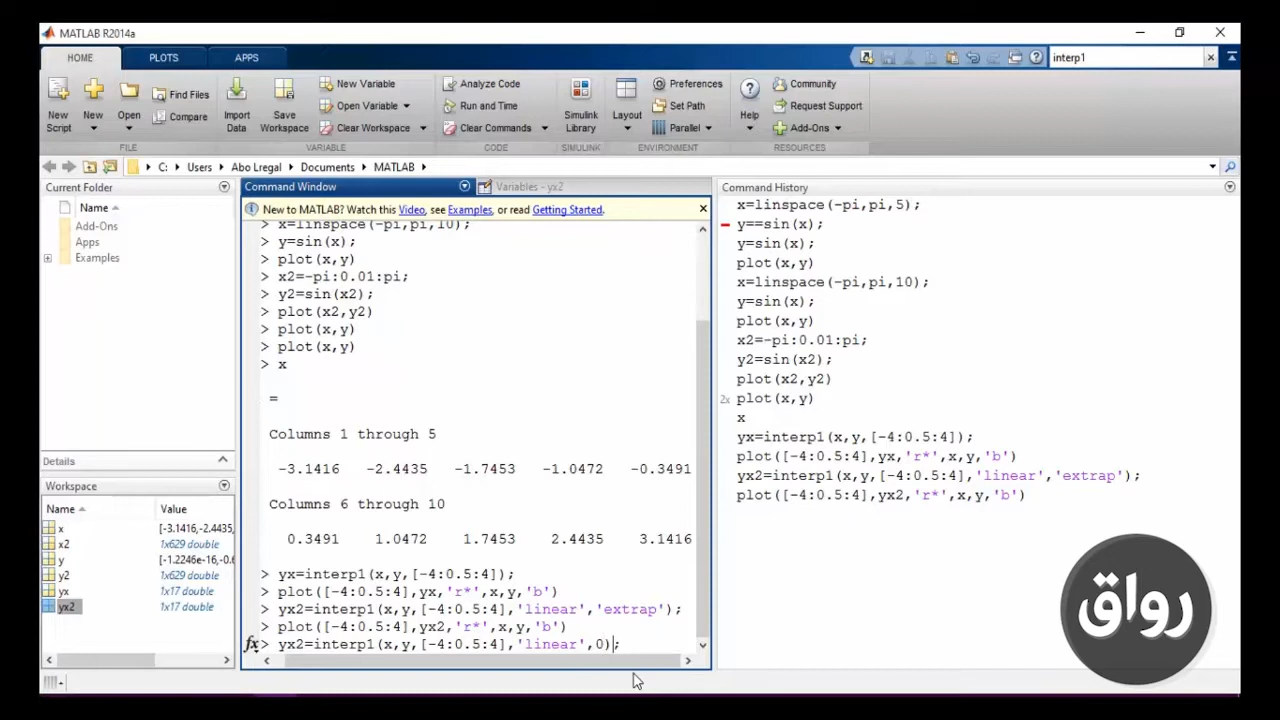 MATLAB R2014a
HOME PLOTS APPS
interp1
New Script
New
Open
Find Files
Compare
Import Data
Save Workspace
New Variable
Open Variable
Clear Workspace
Analyze Code
Run and Time
Clear Commands
Simulink Library
Layout
Preferences
Set Path
Parallel
Help
Community
Request Support
Add-Ons
FILE VARIABLE CODE SIMULINK ENVIRONMENT RESOURCES
C: Users Abo Lregal Documents MATLAB
Current Folder
Name
Add-Ons
Apps
Examples
Details
Workspace
Name Value
x [-3.1416,-2.4435,
x2 1x629 double
y [-1.2246e-16,-0.6
y2 1x629 double
yx 1x17 double
yx2 1x17 double
Command Window Variables - yx2
New to MATLAB? Watch this Video, see Examples, or read Getting Started.
> x=linspace(-pi,pi,10);
> y=sin(x);
> plot(x,y)
> x2=-pi:0.01:pi;
> y2=sin(x2);
> plot(x2,y2)
> plot(x,y)
> plot(x,y)
> x
=
Columns 1 through 5
-3.1416 -2.4435 -1.7453 -1.0472 -0.3491
Columns 6 through 10
0.3491 1.0472 1.7453 2.4435 3.1416
> yx=interp1(x,y,[-4:0.5:4]);
> plot([-4:0.5:4],yx,'r*',x,y,'b')
> yx2=interp1(x,y,[-4:0.5:4],'linear','extrap');
> plot([-4:0.5:4],yx2,'r*',x,y,'b')
fx> yx2=interp1(x,y,[-4:0.5:4],'linear',0);
Command History
x=linspace(-pi,pi,5);
y==sin(x);
y=sin(x);
plot(x,y)
x=linspace(-pi,pi,10);
y=sin(x);
plot(x,y)
x2=-pi:0.01:pi;
y2=sin(x2);
plot(x2,y2)
2x plot(x,y)
x
yx=interp1(x,y,[-4:0.5:4]);
plot([-4:0.5:4],yx,'r*',x,y,'b')
yx2=interp1(x,y,[-4:0.5:4],'linear','extrap');
plot([-4:0.5:4],yx2,'r*',x,y,'b')
رواق